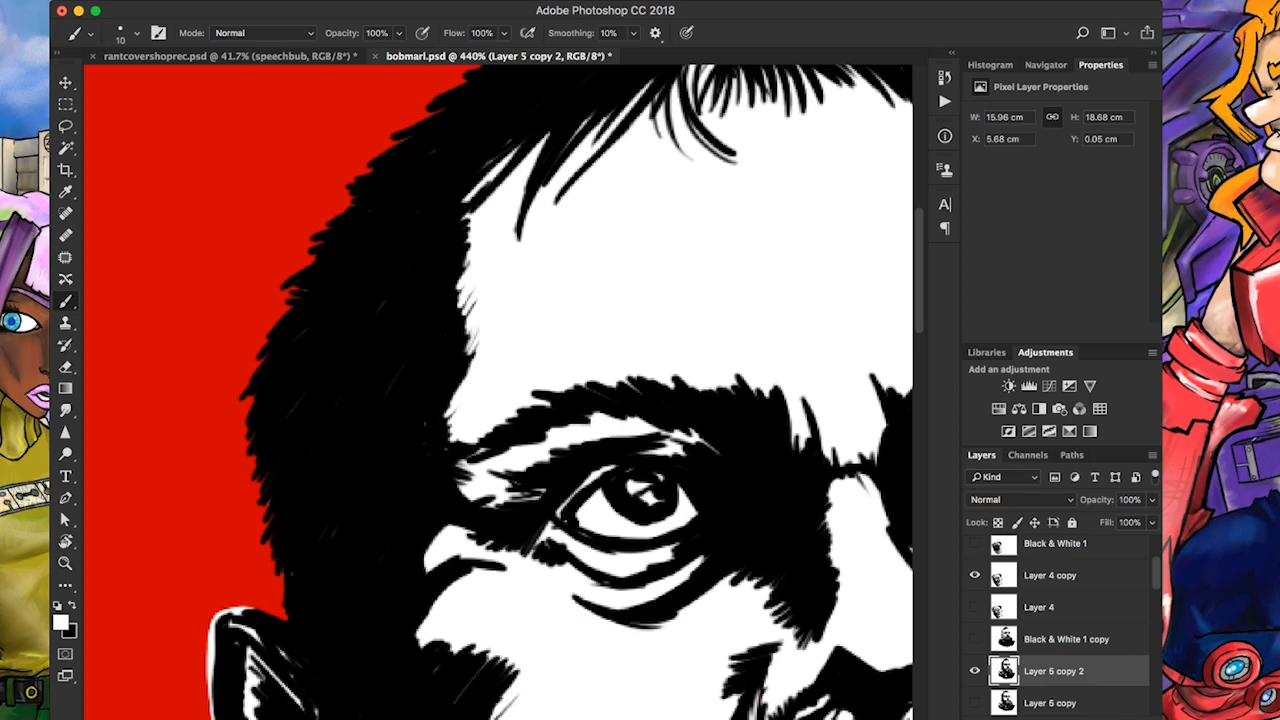 Adobe Photoshop CC 2018
10 Mode: Normal Opacity: 100% Flow: 100% Smoothing: 10%
rantcovershoprec.psd @ 41.7% (speechbub, RGB/8*) * bobmarl.psd @ 440% (Layer 5 copy 2, RGB/8*) *
Histogram Navigator Properties
Pixel Layer Properties
W: 15.96 cm H: 18.68 cm
X: 5.68 cm Y: 0.05 cm
Libraries Adjustments
Add an adjustment
Layers Channels Paths
Kind
Normal Opacity: 100%
Lock: Fill: 100%
Black & White 1
Layer 4 copy
Layer 4
Black & White 1 copy
Layer 5 copy 2
Layer 5 copy